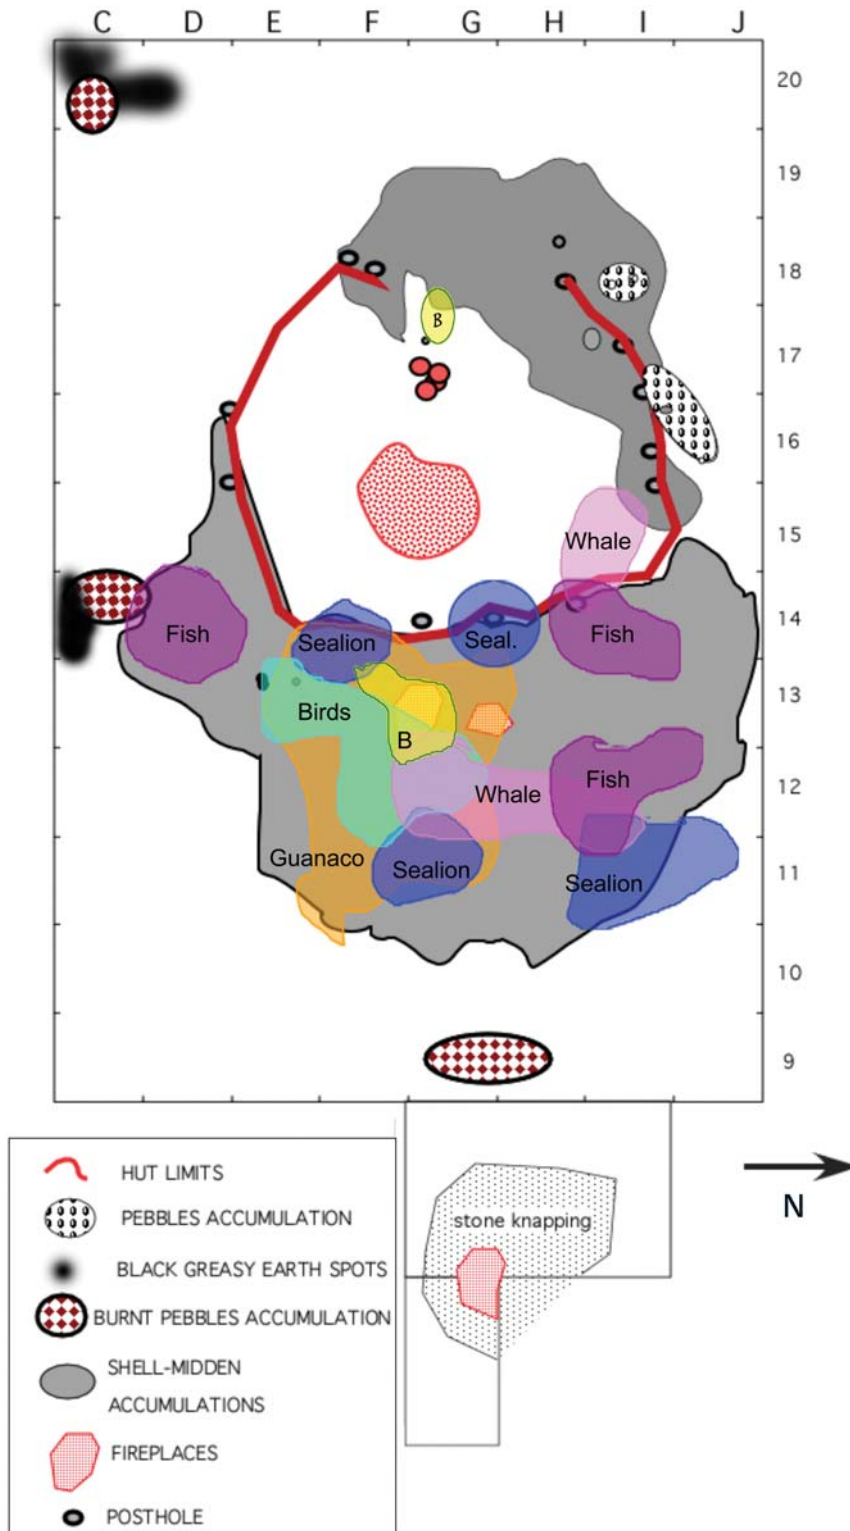 C D E F G H I J
20
19
18
B
17
16
15
Whale
14
Fish
Sealion
Seal.
Fish
13
Birds
B
12
Whale
Fish
Guanaco
11
Sealion
Sealion
10
9
HUT LIMITS
PEBBLES ACCUMULATION
BLACK GREASY EARTH SPOTS
BURNT PEBBLES ACCUMULATION
SHELL-MIDDEN
ACCUMULATIONS
FIREPLACES
POSTHOLE
stone knapping
N